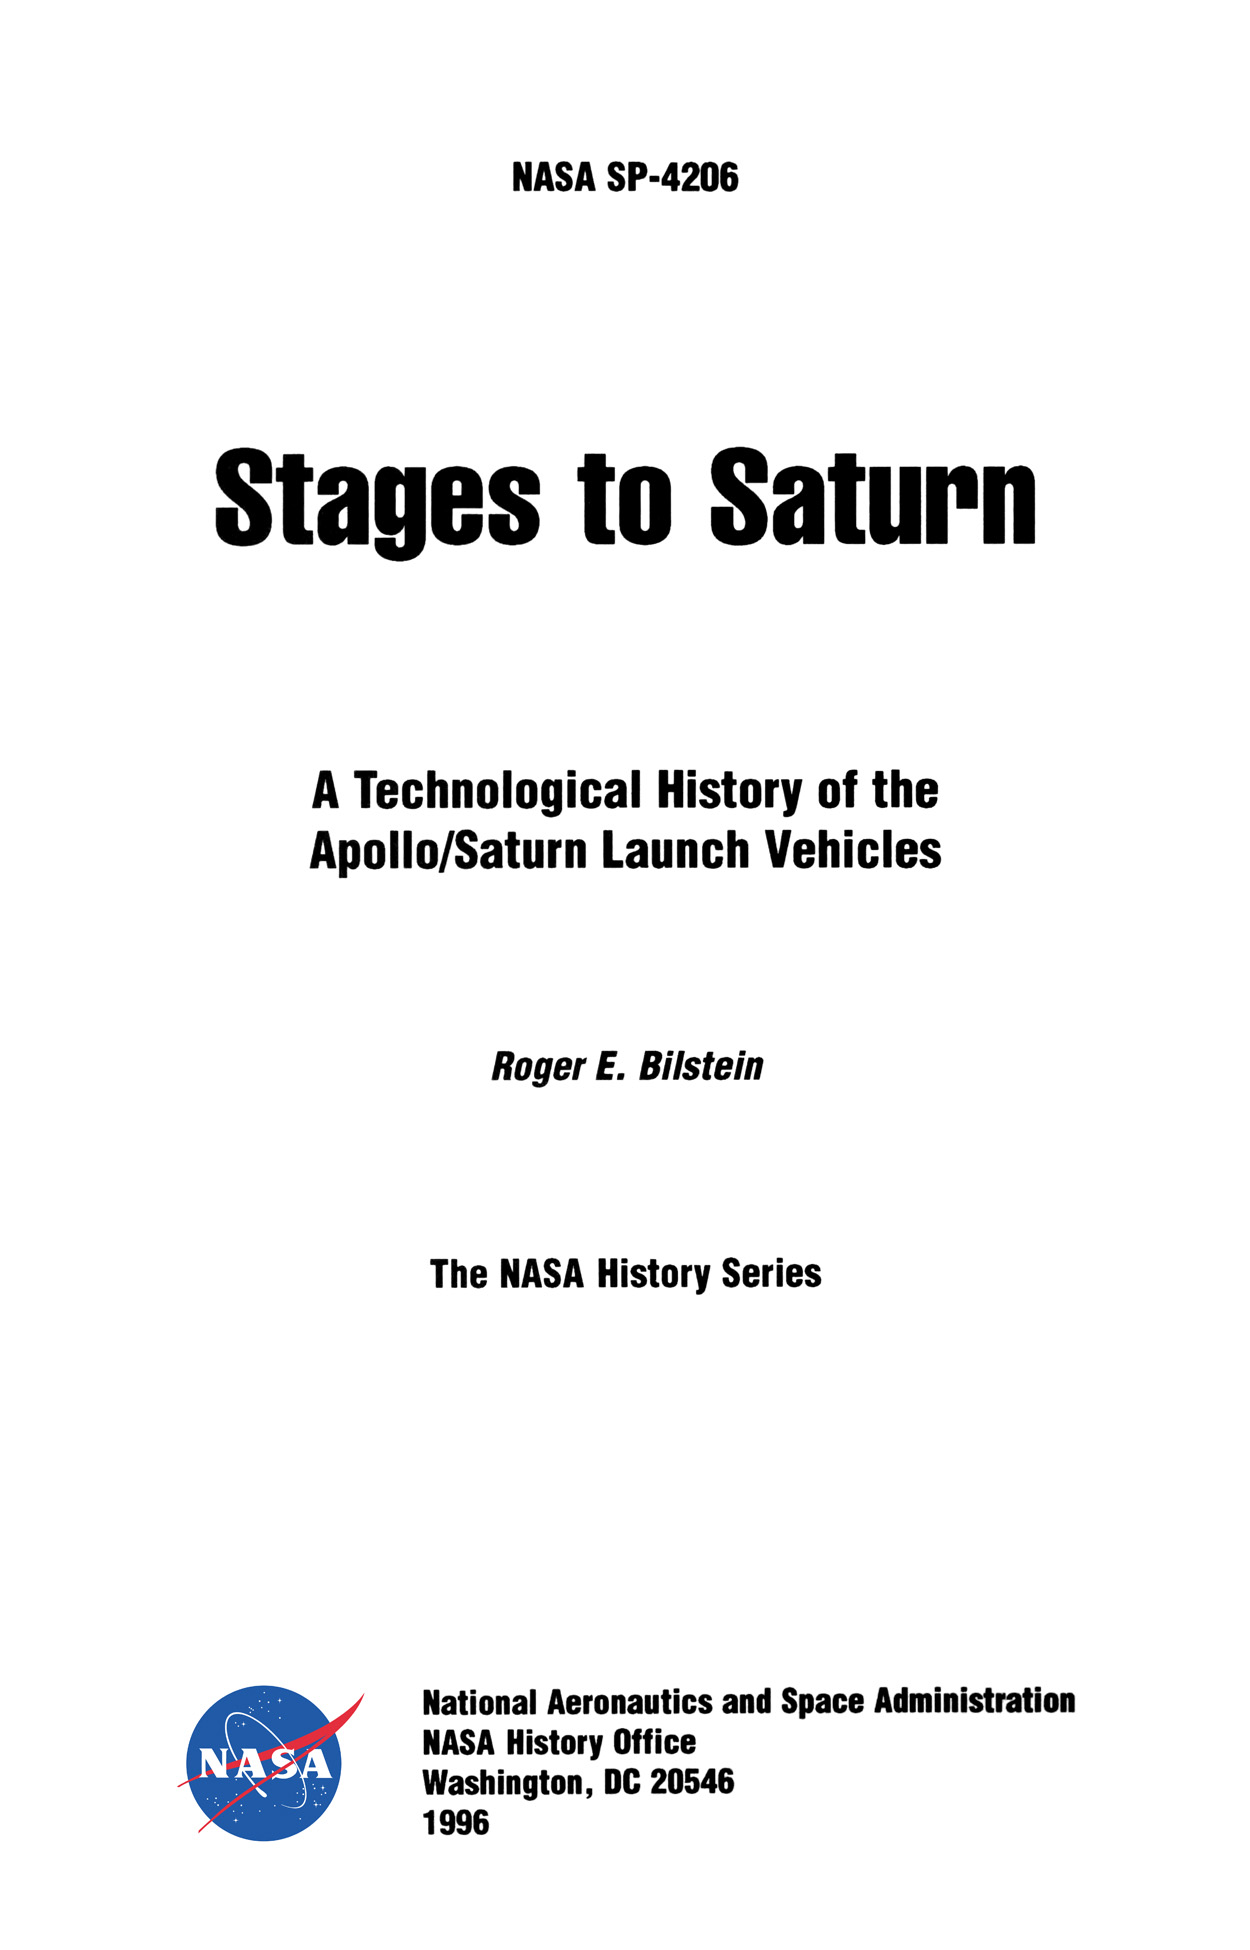 NASA SP-4206
Stages to Saturn
A Technological History of the
Apollo/Saturn Launch Vehicles
Roger E. Bilstein
The NASA History Series
NASA
National Aeronautics and Space Administration
NASA History Office
Washington, DC 20546
1996